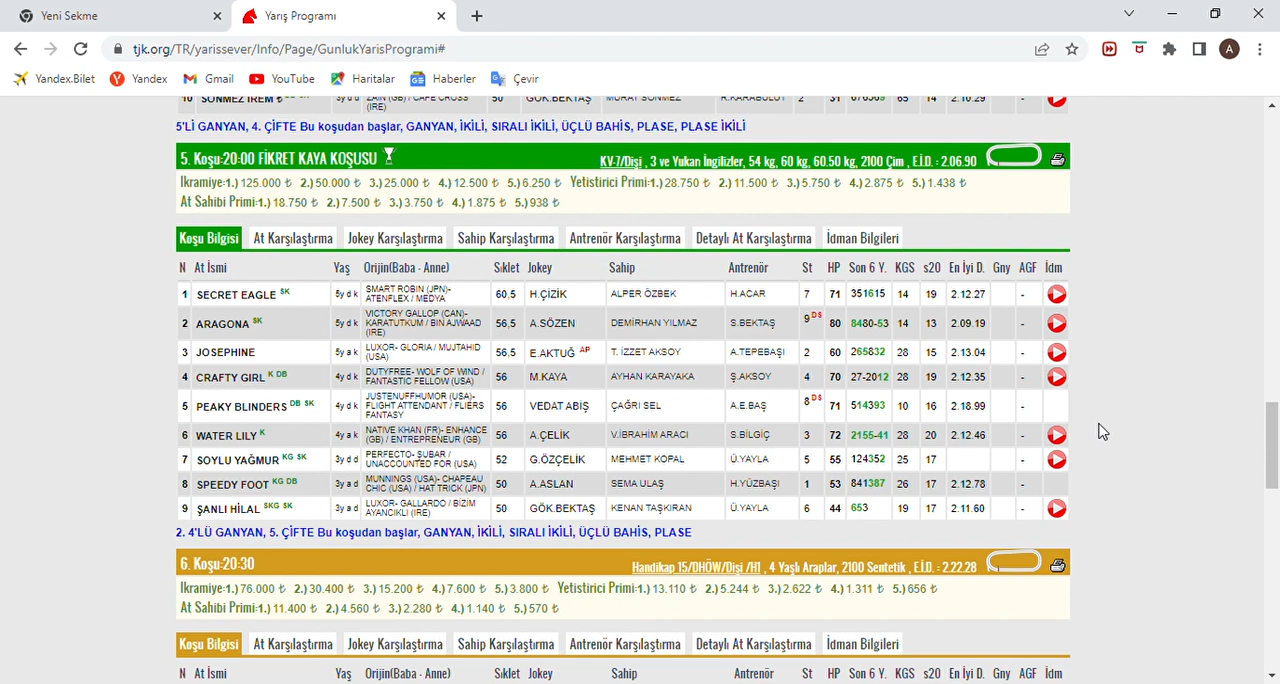 Yeni Sekme
Yarış Programı
tjk.org/TR/yarissever/Info/Page/GunlukYarisProgrami#
A
Yandex.Bilet Yandex Gmail YouTube Haritalar Haberler Çevir
10 SÖNMEZ İREM 3y d d ZAIN (GB) / CAFE CROSS (IRE) 50 GÖK.BEKTAŞ MURAT SÖNMEZ R.KARABULUT 2 31 65 14 2.10.29 -
5'Lİ GANYAN, 4. ÇİFTE Bu koşudan başlar, GANYAN, İKİLİ, SIRALI İKİLİ, ÜÇLÜ BAHİS, PLASE, PLASE İKİLİ
5. Koşu:20:00 FİKRET KAYA KOŞUSU KV-7/Dişi , 3 ve Yukarı İngilizler, 54 kg, 60 kg, 60.50 kg, 2100 Çim , E.İ.D. : 2.06.90
İkramiye:1.) 125.000 ₺ 2.) 50.000 ₺ 3.) 25.000 ₺ 4.) 12.500 ₺ 5.) 6.250 ₺ Yetistirici Primi:1.) 28.750 ₺ 2.) 11.500 ₺ 3.) 5.750 ₺ 4.) 2.875 ₺ 5.) 1.438 ₺
At Sahibi Primi:1.) 18.750 ₺ 2.) 7.500 ₺ 3.) 3.750 ₺ 4.) 1.875 ₺ 5.) 938 ₺
Koşu Bilgisi At Karşılaştırma Jokey Karşılaştırma Sahip Karşılaştırma Antrenör Karşılaştırma Detaylı At Karşılaştırma İdman Bilgileri
N At İsmi Yaş Orijin(Baba - Anne) Sıklet Jokey Sahip Antrenör St HP Son 6 Y. KGS s20 En İyi D. Gny AGF İdm
1 SECRET EAGLE SK 5y d k SMART ROBIN (JPN)- ATENFLEX / MEDYA 60,5 H.ÇİZİK ALPER ÖZBEK H.ACAR 7 71 351615 14 19 2.12.27 -
2 ARAGONA SK 5y d k VICTORY GALLOP (CAN)- KARATUTKUM / BIN AJWAAD (IRE) 56,5 A.SÖZEN DEMİRHAN YILMAZ S.BEKTAŞ 9 DS 80 8480-53 14 13 2.09.19 -
3 JOSEPHINE 5y a k LUXOR- GLORIA / MUJTAHID (USA) 56,5 E.AKTUĞ AP T. İZZET AKSOY A.TEPEBAŞI 2 60 265832 28 15 2.13.04 -
4 CRAFTY GIRL K DB 4y d k DUTYFREE- WOLF OF WIND / FANTASTIC FELLOW (USA) 56 M.KAYA AYHAN KARAYAKA Ş.AKSOY 4 70 27-2012 28 19 2.12.35 -
5 PEAKY BLINDERS DB SK 4y d k JUSTENUFFHUMOR (USA)- FLIGHT ATTENDANT / FLIERS FANTASY 56 VEDAT ABİŞ ÇAĞRI SEL A.E.BAŞ 8 DS 71 514393 10 16 2.18.99 -
6 WATER LILY K 4y a k NATIVE KHAN (FR)- ENHANCE (GB) / ENTREPRENEUR (GB) 56 A.ÇELİK V.İBRAHİM ARACI S.BİLGİÇ 3 72 2155-41 28 20 2.12.46 -
7 SOYLU YAĞMUR KG SK 3y d d PERFECTO- SUBAR / UNACCOUNTED FOR (USA) 52 G.ÖZÇELİK MEHMET KOPAL Ü.YAYLA 5 55 124352 25 17 -
8 SPEEDY FOOT KG DB 3y a d MUNNINGS (USA)- CHAPEAU CHIC (USA) / HAT TRICK (JPN) 50 A.ASLAN SEMA ULAŞ H.YÜZBAŞI 1 53 841387 26 17 2.12.78 -
9 ŞANLI HİLAL SKG SK 3y a d LUXOR- GALLARDO / BİZİM AYANCIKLI (IRE) 50 GÖK.BEKTAŞ KENAN TAŞKIRAN Ü.YAYLA 6 44 653 19 17 2.11.60 -
2. 4'LÜ GANYAN, 5. ÇİFTE Bu koşudan başlar, GANYAN, İKİLİ, SIRALI İKİLİ, ÜÇLÜ BAHİS, PLASE
6. Koşu:20:30 Handikap 15/DHÖW/Dişi /H1 , 4 Yaşlı Araplar, 2100 Sentetik , E.İ.D. : 2.22.28
İkramiye:1.) 76.000 ₺ 2.) 30.400 ₺ 3.) 15.200 ₺ 4.) 7.600 ₺ 5.) 3.800 ₺ Yetistirici Primi:1.) 13.110 ₺ 2.) 5.244 ₺ 3.) 2.622 ₺ 4.) 1.311 ₺ 5.) 656 ₺
At Sahibi Primi:1.) 11.400 ₺ 2.) 4.560 ₺ 3.) 2.280 ₺ 4.) 1.140 ₺ 5.) 570 ₺
Koşu Bilgisi At Karşılaştırma Jokey Karşılaştırma Sahip Karşılaştırma Antrenör Karşılaştırma Detaylı At Karşılaştırma İdman Bilgileri
N At İsmi Yaş Orijin(Baba - Anne) Sıklet Jokey Sahip Antrenör St HP Son 6 Y. KGS s20 En İyi D. Gny AGF İdm